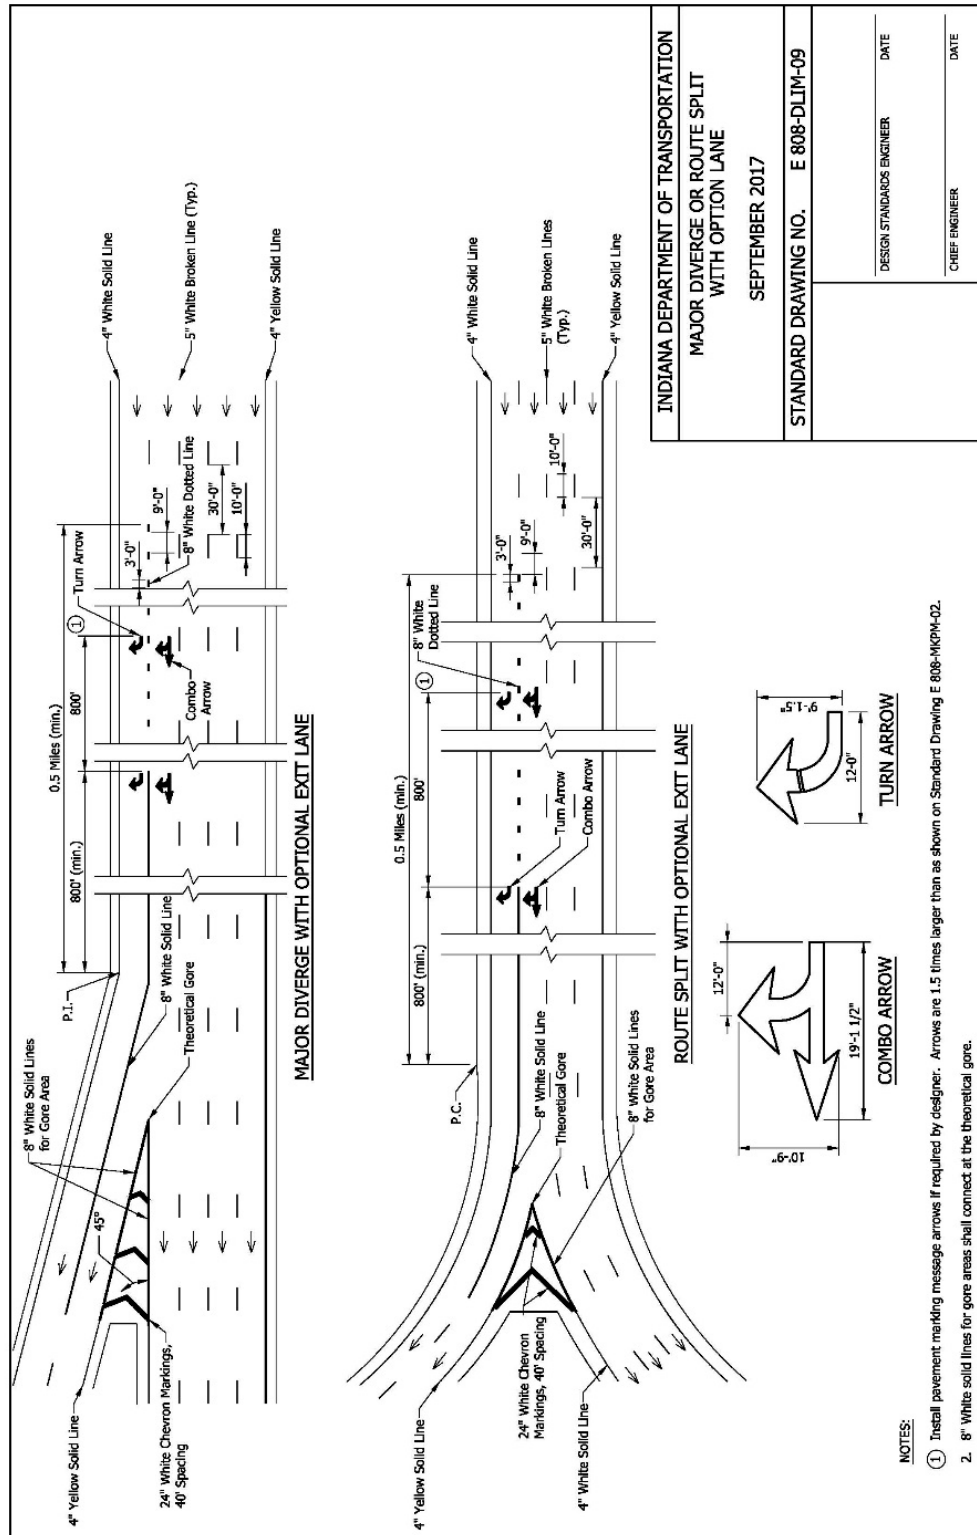 4" White Solid Line
5" White Broken Line (Typ.)
4" Yellow Solid Line
0.5 Miles (min.)
800' (min.)
800'
1
Turn Arrow
3'-0"
9'-0"
8" White Dotted Line
30'-0"
10'-0"
Combo
Arrow
P.I.
8" White Solid Line
Theoretical Gore
8" White Solid Lines
for Gore Area
45°
4" Yellow Solid Line
24" White Chevron Markings,
40' Spacing
MAJOR DIVERGE WITH OPTIONAL EXIT LANE
4" White Solid Line
5" White Broken Lines
(Typ.)
4" Yellow Solid Line
0.5 Miles (min.)
800' (min.)
800'
1
8" White
Dotted Line
3'-0"
9'-0"
10'-0"
30'-0"
Turn Arrow
Combo Arrow
P.C.
8" White Solid Line
Theoretical Gore
8" White Solid Lines
for Gore Area
4" Yellow Solid Line
24" White Chevron
Markings, 40' Spacing
4" White Solid Line
ROUTE SPLIT WITH OPTIONAL EXIT LANE
12'-0"
10'-9"
19'-1 1/2"
COMBO ARROW
9'-1.5"
12'-0"
TURN ARROW
NOTES:
1 Install pavement marking message arrows if required by designer. Arrows are 1.5 times larger than as shown on Standard Drawing E 808-MKPM-02.
2. 8" White solid lines for gore areas shall connect at the theoretical gore.
INDIANA DEPARTMENT OF TRANSPORTATION
MAJOR DIVERGE OR ROUTE SPLIT
WITH OPTION LANE
SEPTEMBER 2017
STANDARD DRAWING NO. E 808-DLIM-09
DESIGN STANDARDS ENGINEER DATE
CHIEF ENGINEER DATE